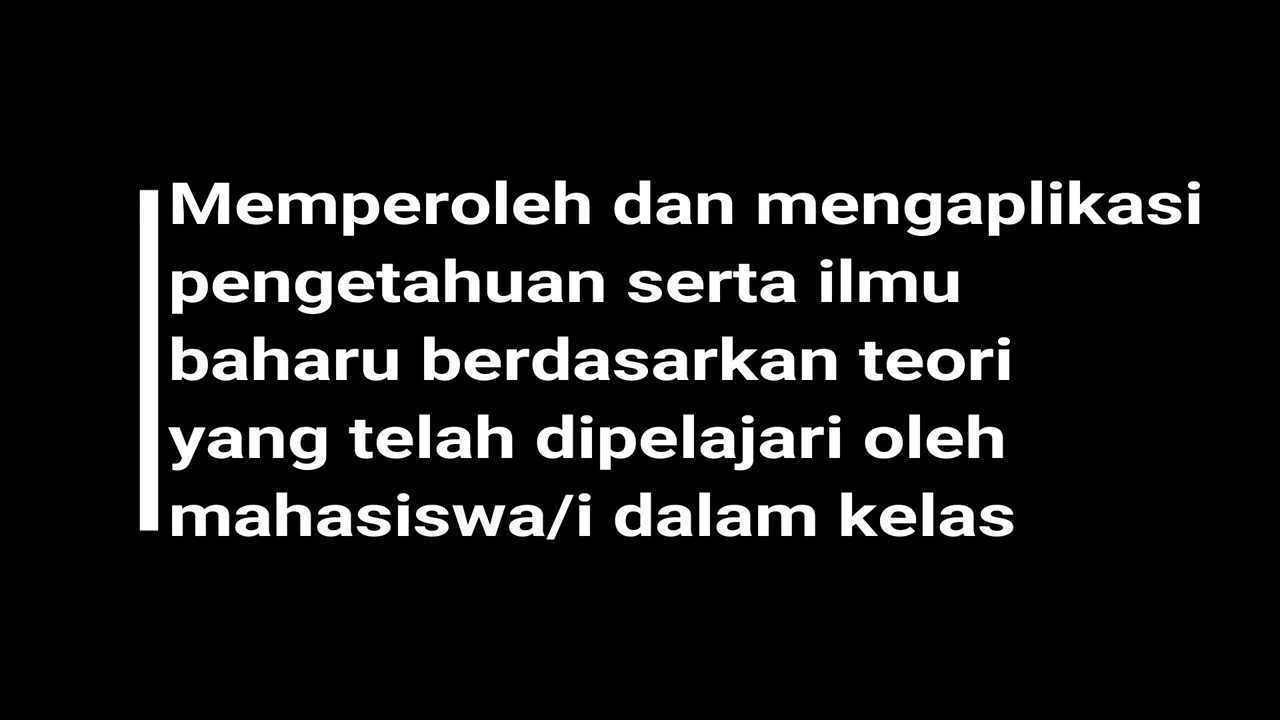 Memperoleh dan mengaplikasi
pengetahuan serta ilmu
baharu berdasarkan teori
yang telah dipelajari oleh
mahasiswa/i dalam kelas